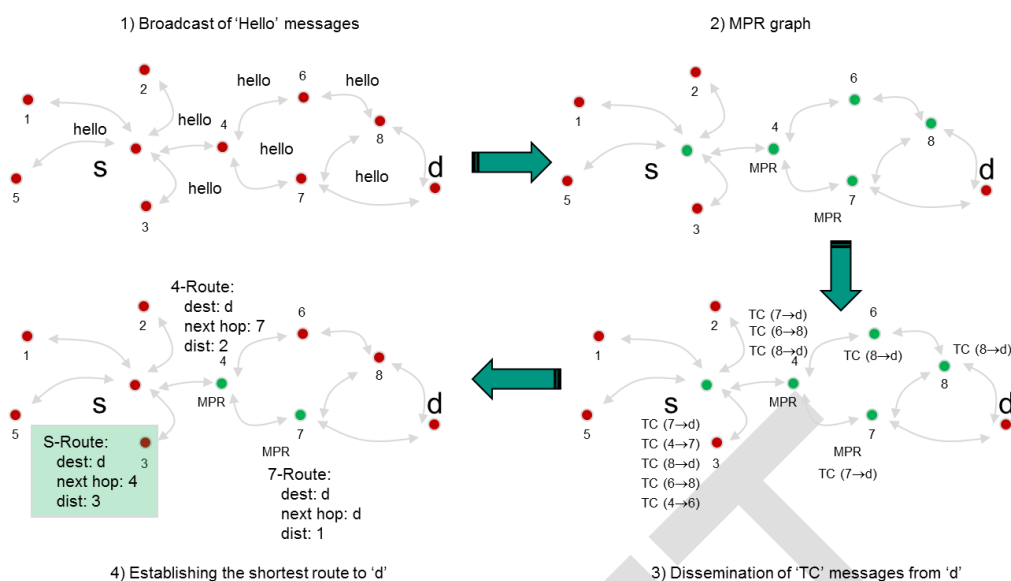 1) Broadcast of 'Hello' messages
2
1
hello
hello
hello
hello
4
6
hello
8
hello
hello
s
5
3
7
d
2) MPR graph
2
1
6
4
8
s
MPR
d
5
3
7
MPR
4-Route:
dest: d
next hop: 7
dist: 2
2
1
6
4
8
s
MPR
d
5
3
7
MPR
S-Route:
dest: d
next hop: 4
dist: 3
7-Route:
dest: d
next hop: d
dist: 1
4) Establishing the shortest route to 'd'
TC (7→d)
TC (6→8)
TC (8→d)
2
1
6
TC (8→d)
TC (8→d)
4
8
s
MPR
d
5
3
7
TC (7→d)
TC (4→7)
TC (8→d)
TC (6→8)
TC (4→6)
MPR
TC (7→d)
3) Dissemination of 'TC' messages from 'd'